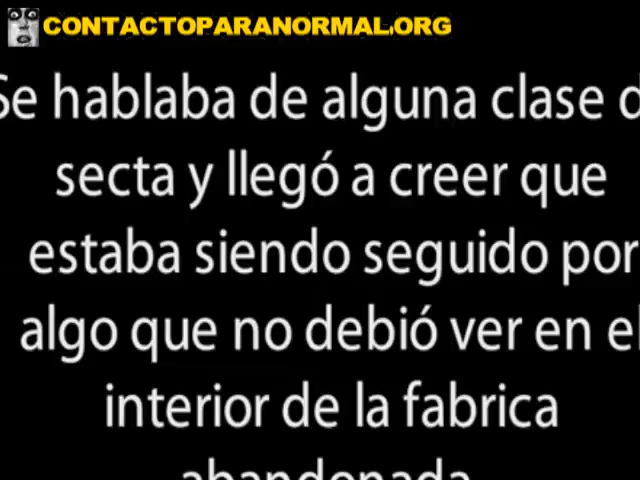 CONTACTOPARANORMAL.ORG
Se hablaba de alguna clase d
secta y llegó a creer que
estaba siendo seguido por
algo que no debió ver en el
interior de la fabrica
abandonada